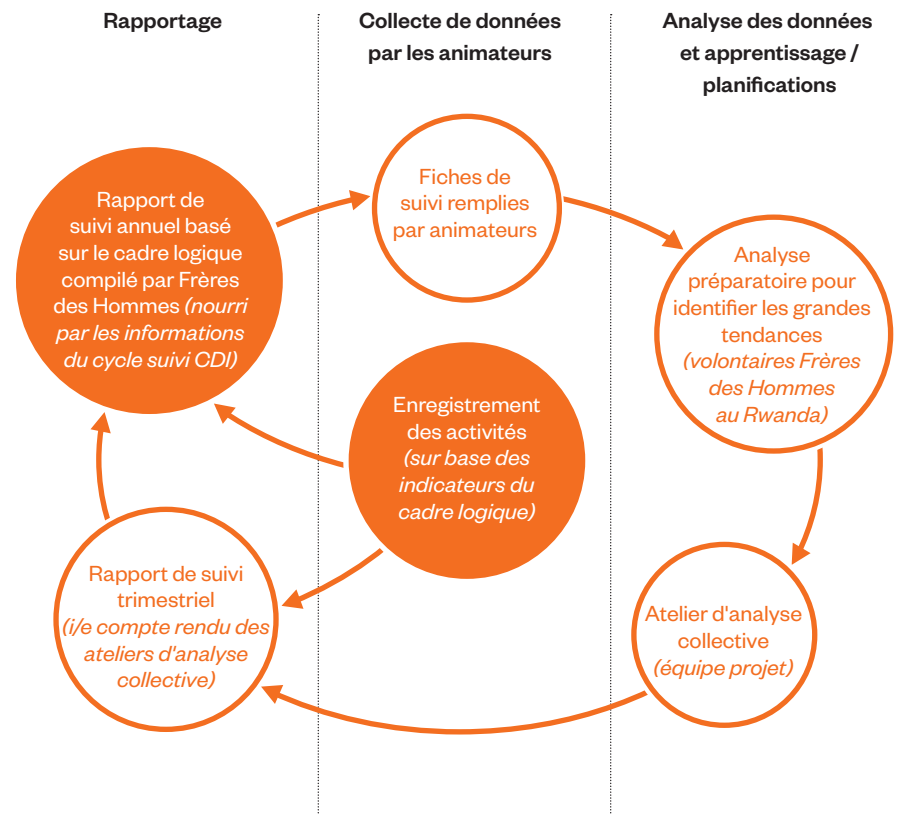 Rapportage
Collecte de données
par les animateurs
Analyse des données
et apprentissage /
planifications
Rapport de
suivi annuel basé
sur le cadre logique
compilé par Frères
des Hommes (nourri
par les informations
du cycle suivi CDI)
Fiches de
suivi remplies
par animateurs
Analyse
préparatoire pour
identifier les grandes
tendances
(volontaires Frères
des Hommes
au Rwanda)
Enregistrement
des activités
(sur base des
indicateurs du
cadre logique)
Rapport de suivi
trimestriel
(i/e compte rendu des
ateliers d'analyse
collective)
Atelier d'analyse
collective
(équipe projet)